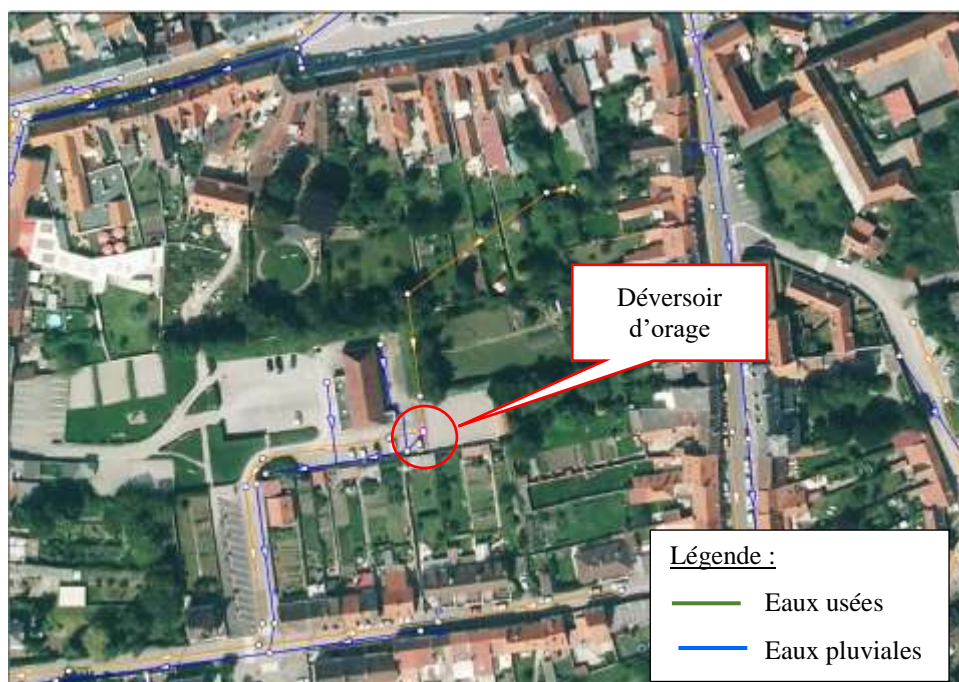 Déversoir
d’orage
Légende :
Eaux usées
Eaux pluviales